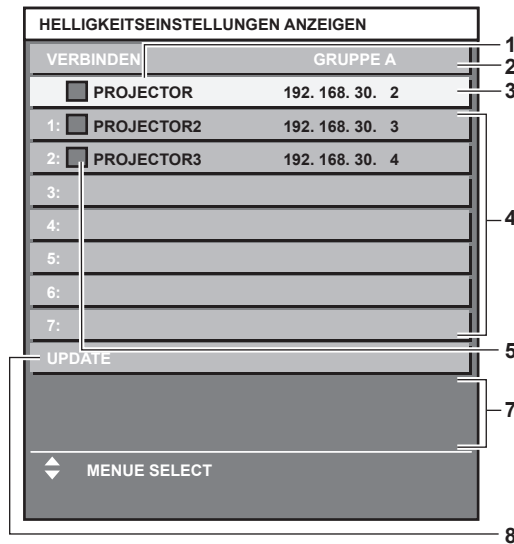 HELLIGKEITSEINSTELLUNGEN ANZEIGEN
VERBINDEN GRUPPE A
PROJECTOR 192. 168. 30. 2
1: PROJECTOR2 192. 168. 30. 3
2: PROJECTOR3 192. 168. 30. 4
3:
4:
5:
6:
7:
UPDATE
MENUE SELECT
1
2
3
4
5
7
8